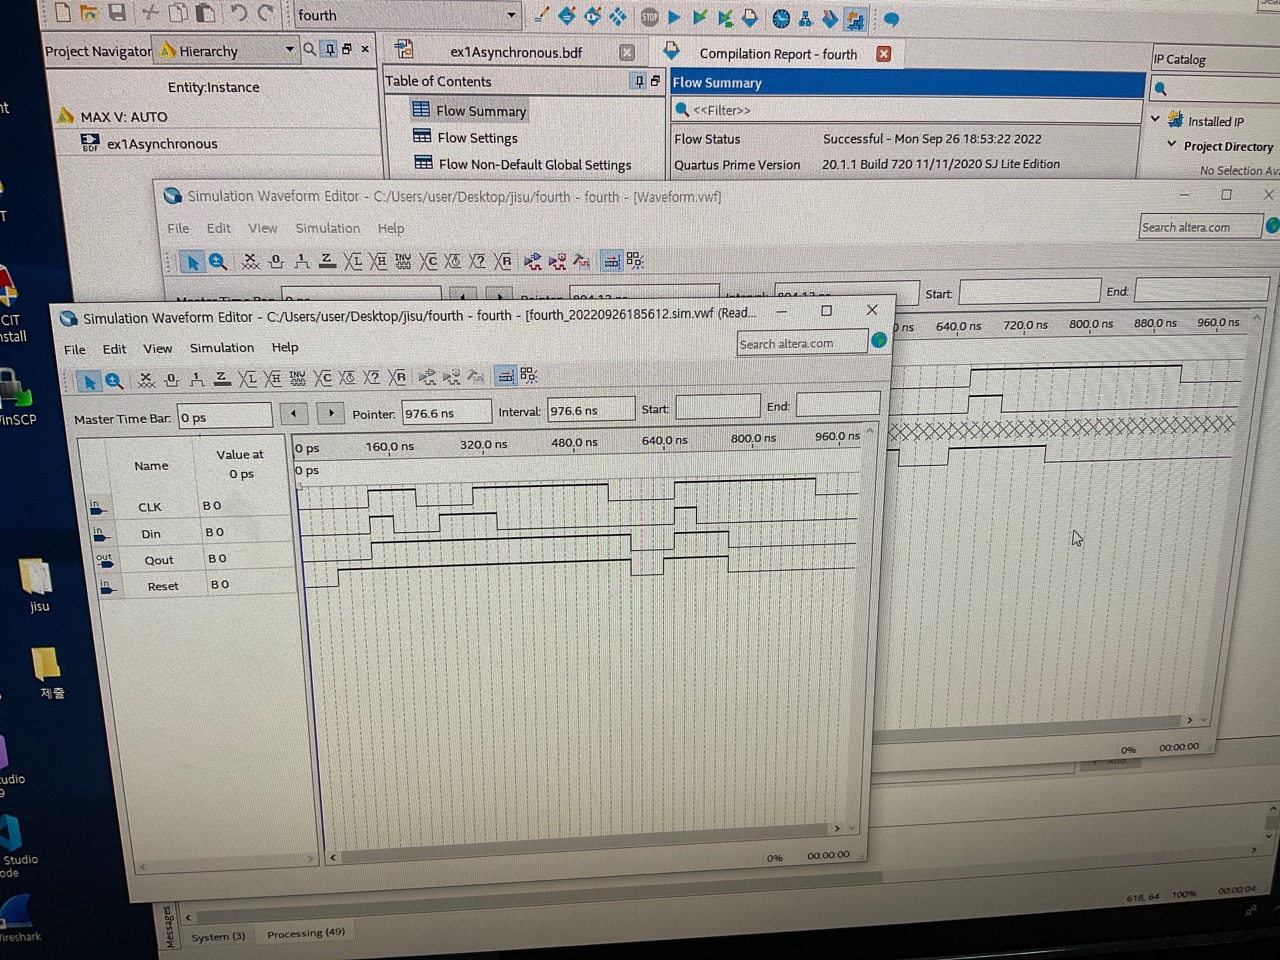 fourth
Project Navigator
Hierarchy
ex1Asynchronous.bdf
Compilation Report - fourth
IP Catalog
Entity:Instance
MAX V: AUTO
ex1Asynchronous
BDF
Table of Contents
Flow Summary
Flow Settings
Flow Non-Default Global Settings
Flow Summary
<<Filter>>
Flow Status Successful - Mon Sep 26 18:53:22 2022
Quartus Prime Version 20.1.1 Build 720 11/11/2020 SJ Lite Edition
Installed IP
Project Directory
No Selection Ava
Simulation Waveform Editor - C:/Users/user/Desktop/jisu/fourth - fourth - [Waveform.vwf]
File Edit View Simulation Help
Search altera.com
Start:
End:
640.0 ns 720.0 ns 800.0 ns 880.0 ns 960.0 ns
0% 00:00:00
Simulation Waveform Editor - C:/Users/user/Desktop/jisu/fourth - fourth - [fourth_20220926185612.sim.vwf (Read...
File Edit View Simulation Help
Search altera.com
Master Time Bar: 0 ps
Pointer: 976.6 ns
Interval: 976.6 ns
Start:
End:
Name
Value at
0 ps
0 ps 160.0 ns 320.0 ns 480.0 ns 640.0 ns 800.0 ns 960.0 ns
0 ps
in CLK B 0
in Din B 0
out Qout B 0
in Reset B 0
0% 00:00:00
618, 64 100% 00:00:04
Messages
System (3)
Processing (49)
STOP
nt
T
CIT
nstall
inSCP
jisu
제출
udio
9
Studio
ode
ireshark